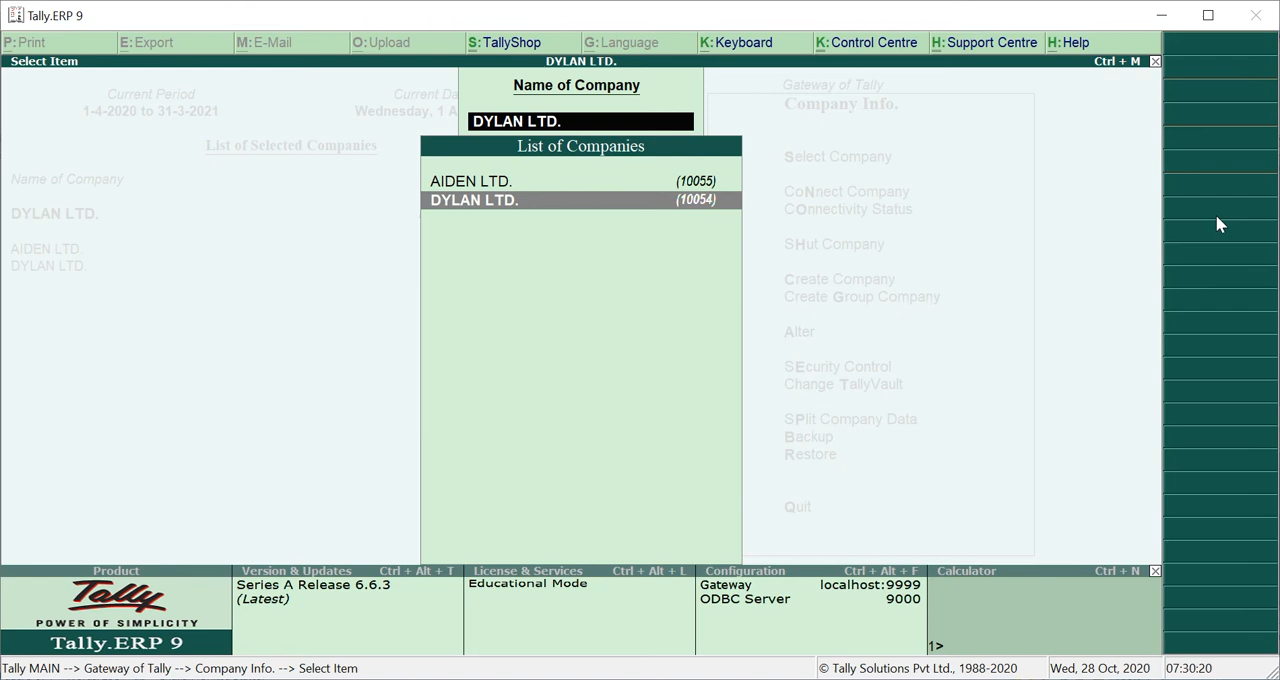 Tally.ERP 9
P: Print E: Export M: E-Mail O: Upload S: TallyShop G: Language K: Keyboard K: Control Centre H: Support Centre H: Help
Select Item DYLAN LTD. Ctrl + M
Current Period Current Da
1-4-2020 to 31-3-2021 Wednesday, 1 A
List of Selected Companies
Name of Company
DYLAN LTD.
AIDEN LTD.
DYLAN LTD.
Name of Company
DYLAN LTD.
List of Companies
AIDEN LTD. (10055)
DYLAN LTD. (10054)
Gateway of Tally
Company Info.
Select Company
CoNnect Company
COnnectivity Status
SHut Company
Create Company
Create Group Company
Alter
SEcurity Control
Change TallyVault
SPlit Company Data
Backup
Restore
Quit
Product Version & Updates Ctrl + Alt + T License & Services Ctrl + Alt + L Configuration Ctrl + Alt + F Calculator Ctrl + N
Tally
POWER OF SIMPLICITY
Tally.ERP 9
Series A Release 6.6.3
(Latest)
Educational Mode
Gateway localhost:9999
ODBC Server 9000
1>
Tally MAIN --> Gateway of Tally --> Company Info. --> Select Item © Tally Solutions Pvt Ltd., 1988-2020 Wed, 28 Oct, 2020 07:30:20